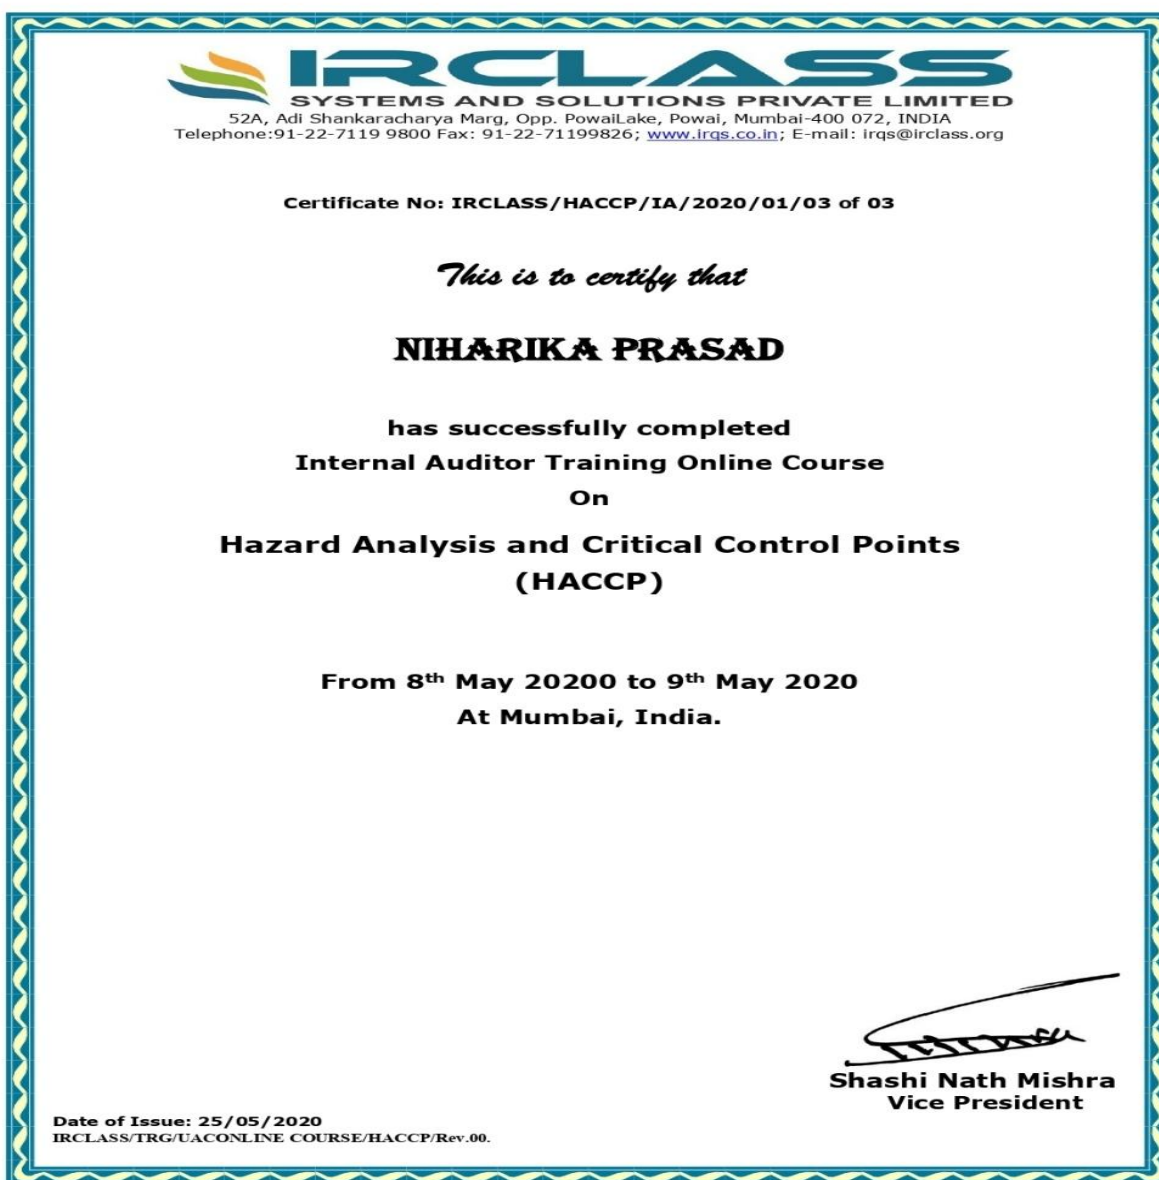 IRCLASS
SYSTEMS AND SOLUTIONS PRIVATE LIMITED
52A, Adi Shankaracharya Marg, Opp. PowaiLake, Powai, Mumbai-400 072, INDIA
Telephone:91-22-7119 9800 Fax: 91-22-71199826; www.irqs.co.in; E-mail: irqs@irclass.org
Certificate No: IRCLASS/HACCP/IA/2020/01/03 of 03
This is to certify that
NIHARIKA PRASAD
has successfully completed
Internal Auditor Training Online Course
On
Hazard Analysis and Critical Control Points
(HACCP)
From 8th May 20200 to 9th May 2020
At Mumbai, India.
Shashi Nath Mishra
Vice President
Date of Issue: 25/05/2020
IRCLASS/TRG/UACONLINE COURSE/HACCP/Rev.00.